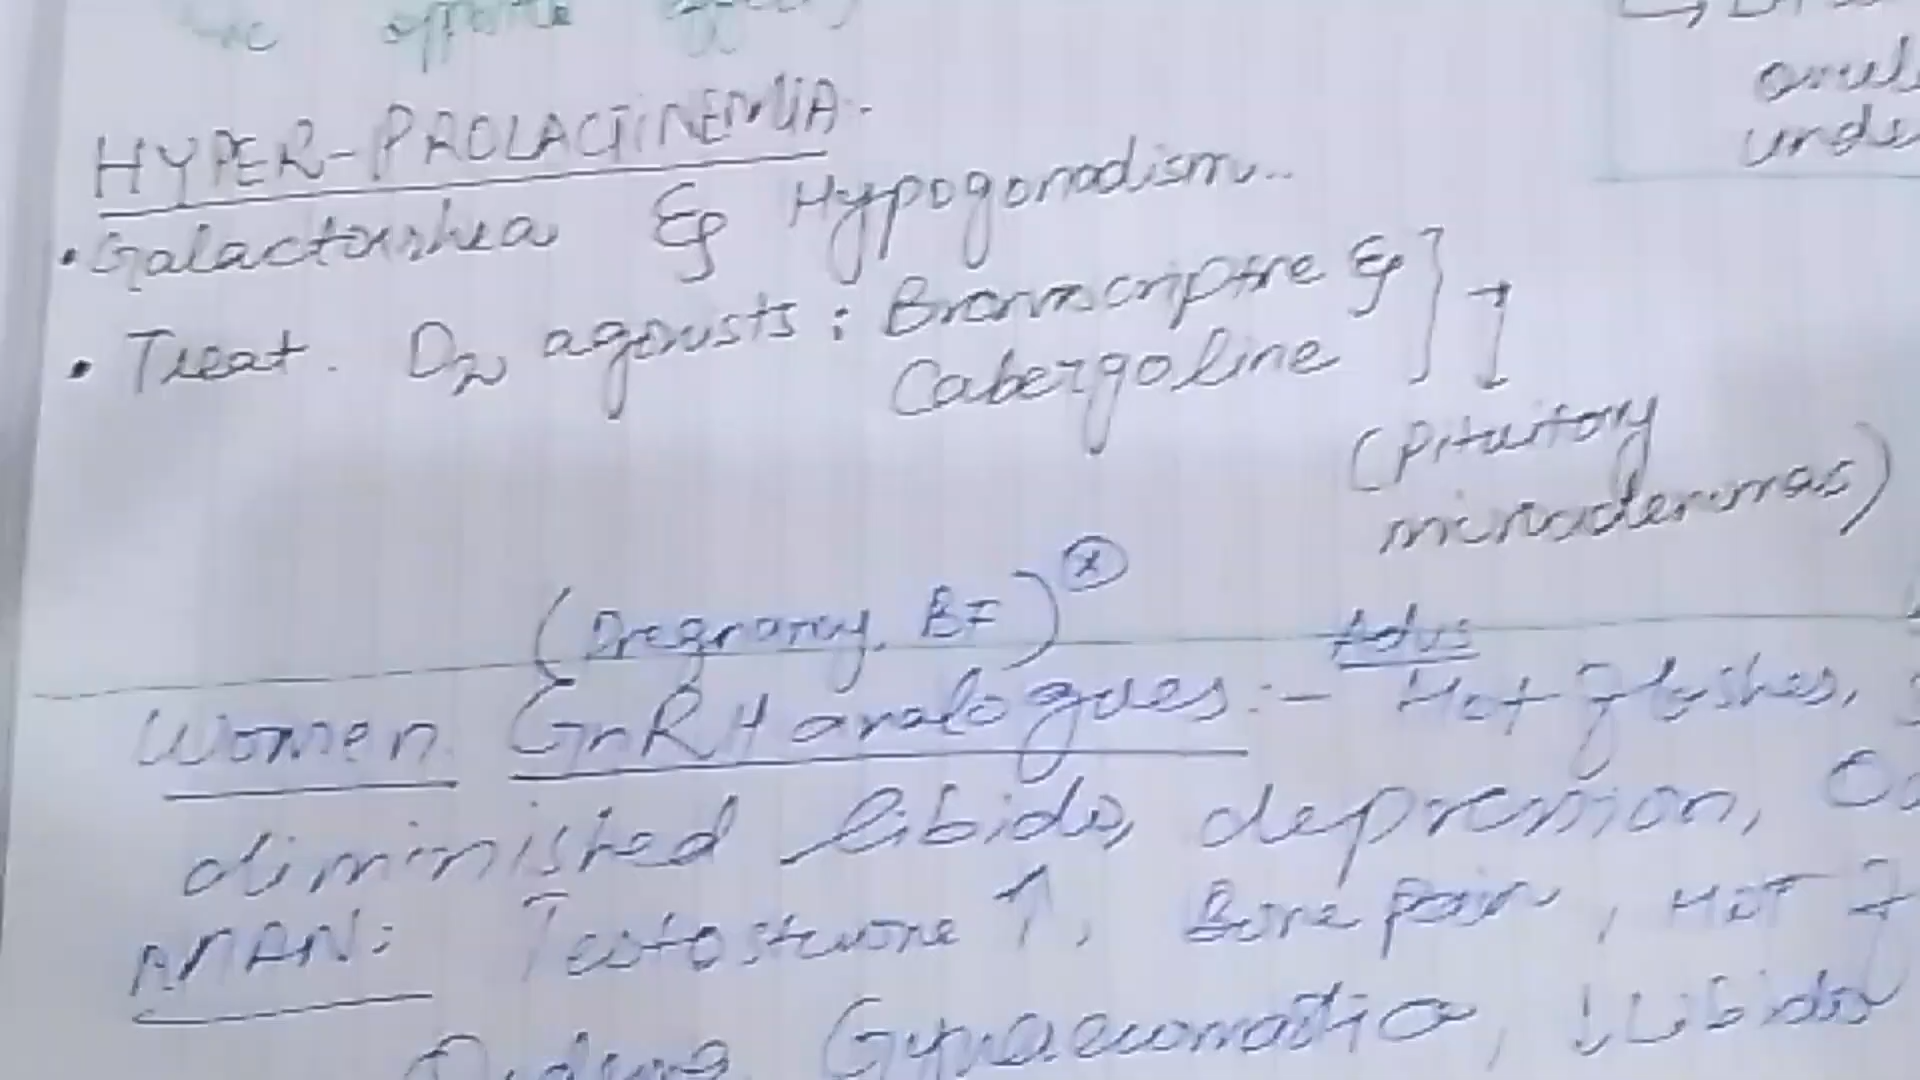 opposite
HYPER-PROLACTINEMIA.
• Galactorrhea & Hypogonadism..
• Treat. D2 agonists : Bromocriptine &
Cabergoline
(Pituitary
microadenomas)
(Pregnancy, BF) x
Women GnRH analogues :- Advs Hot flushes,
diminished libido, depression,
MAN: Testosterone ↑, Bone pain, Hot
Gynaecomastia, ↓ Libido